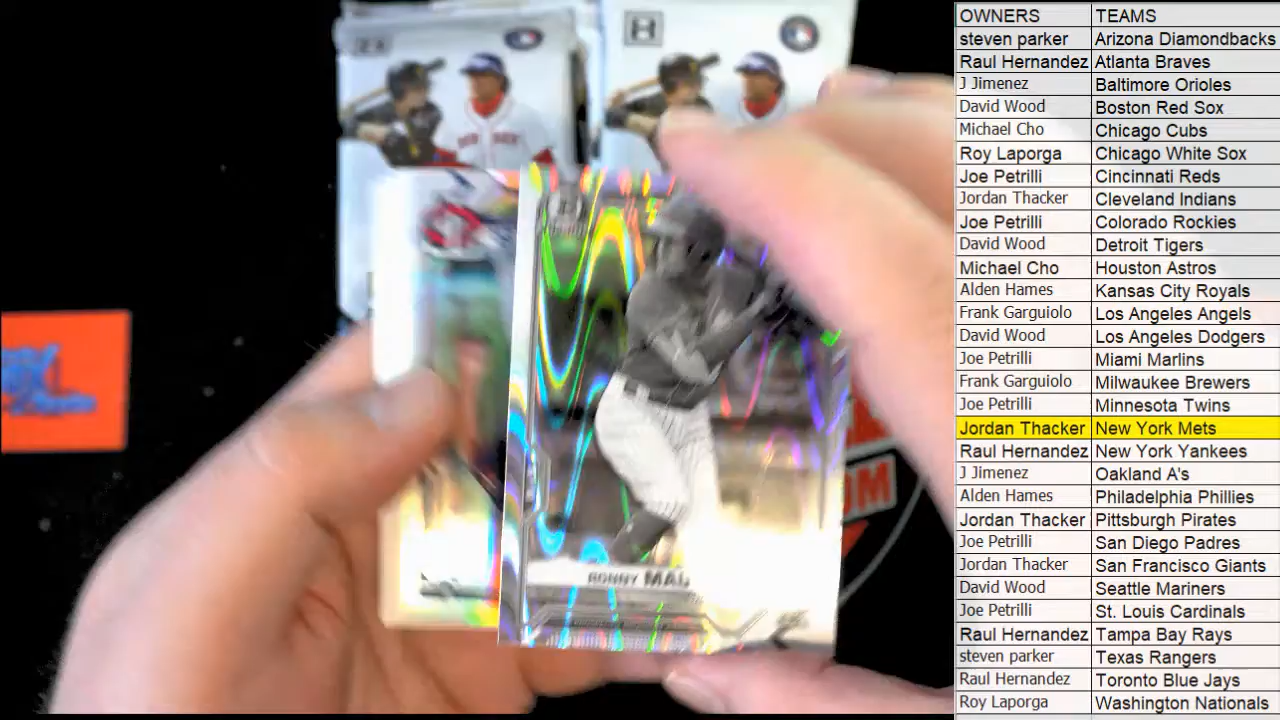 OWNERS TEAMS
steven parker Arizona Diamondbacks
Raul Hernandez Atlanta Braves
J Jimenez Baltimore Orioles
David Wood Boston Red Sox
Michael Cho Chicago Cubs
Roy Laporga Chicago White Sox
Joe Petrilli Cincinnati Reds
Jordan Thacker Cleveland Indians
Joe Petrilli Colorado Rockies
David Wood Detroit Tigers
Michael Cho Houston Astros
Alden Hames Kansas City Royals
Frank Garguiolo Los Angeles Angels
David Wood Los Angeles Dodgers
Joe Petrilli Miami Marlins
Frank Garguiolo Milwaukee Brewers
Joe Petrilli Minnesota Twins
Jordan Thacker New York Mets
Raul Hernandez New York Yankees
J Jimenez Oakland A's
Alden Hames Philadelphia Phillies
Jordan Thacker Pittsburgh Pirates
Joe Petrilli San Diego Padres
Jordan Thacker San Francisco Giants
David Wood Seattle Mariners
Joe Petrilli St. Louis Cardinals
Raul Hernandez Tampa Bay Rays
steven parker Texas Rangers
Raul Hernandez Toronto Blue Jays
Roy Laporga Washington Nationals
RONNY MAU